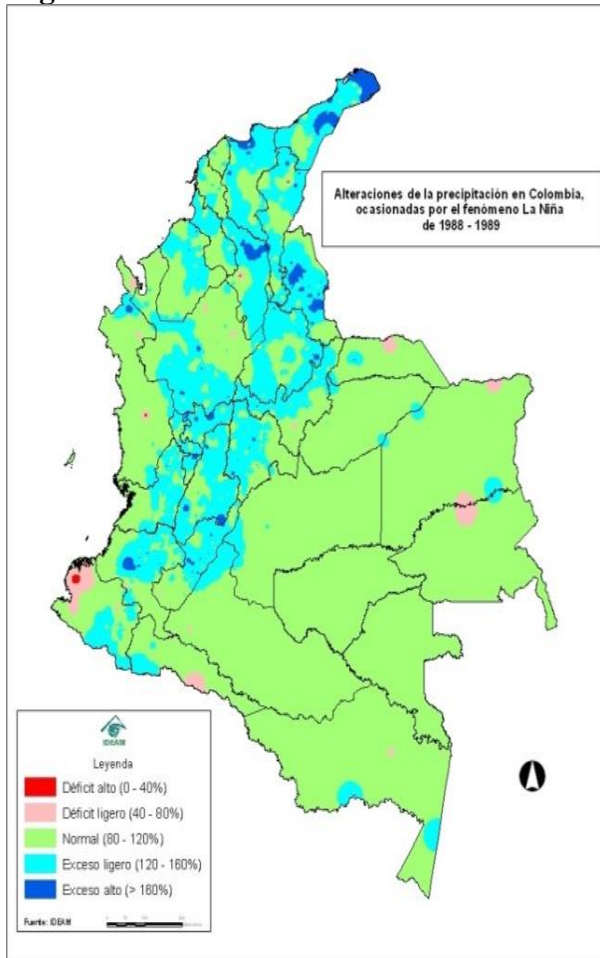 Alteraciones de la precipitación en Colombia,
ocasionadas por el fenómeno La Niña
de 1988 - 1989
IDEAM
Leyenda
Déficit alto (0 - 40%)
Déficit ligero (40 - 80%)
Normal (80 - 120%)
Exceso ligero (120 - 160%)
Exceso alto (> 160%)
Fuente: IDEAM